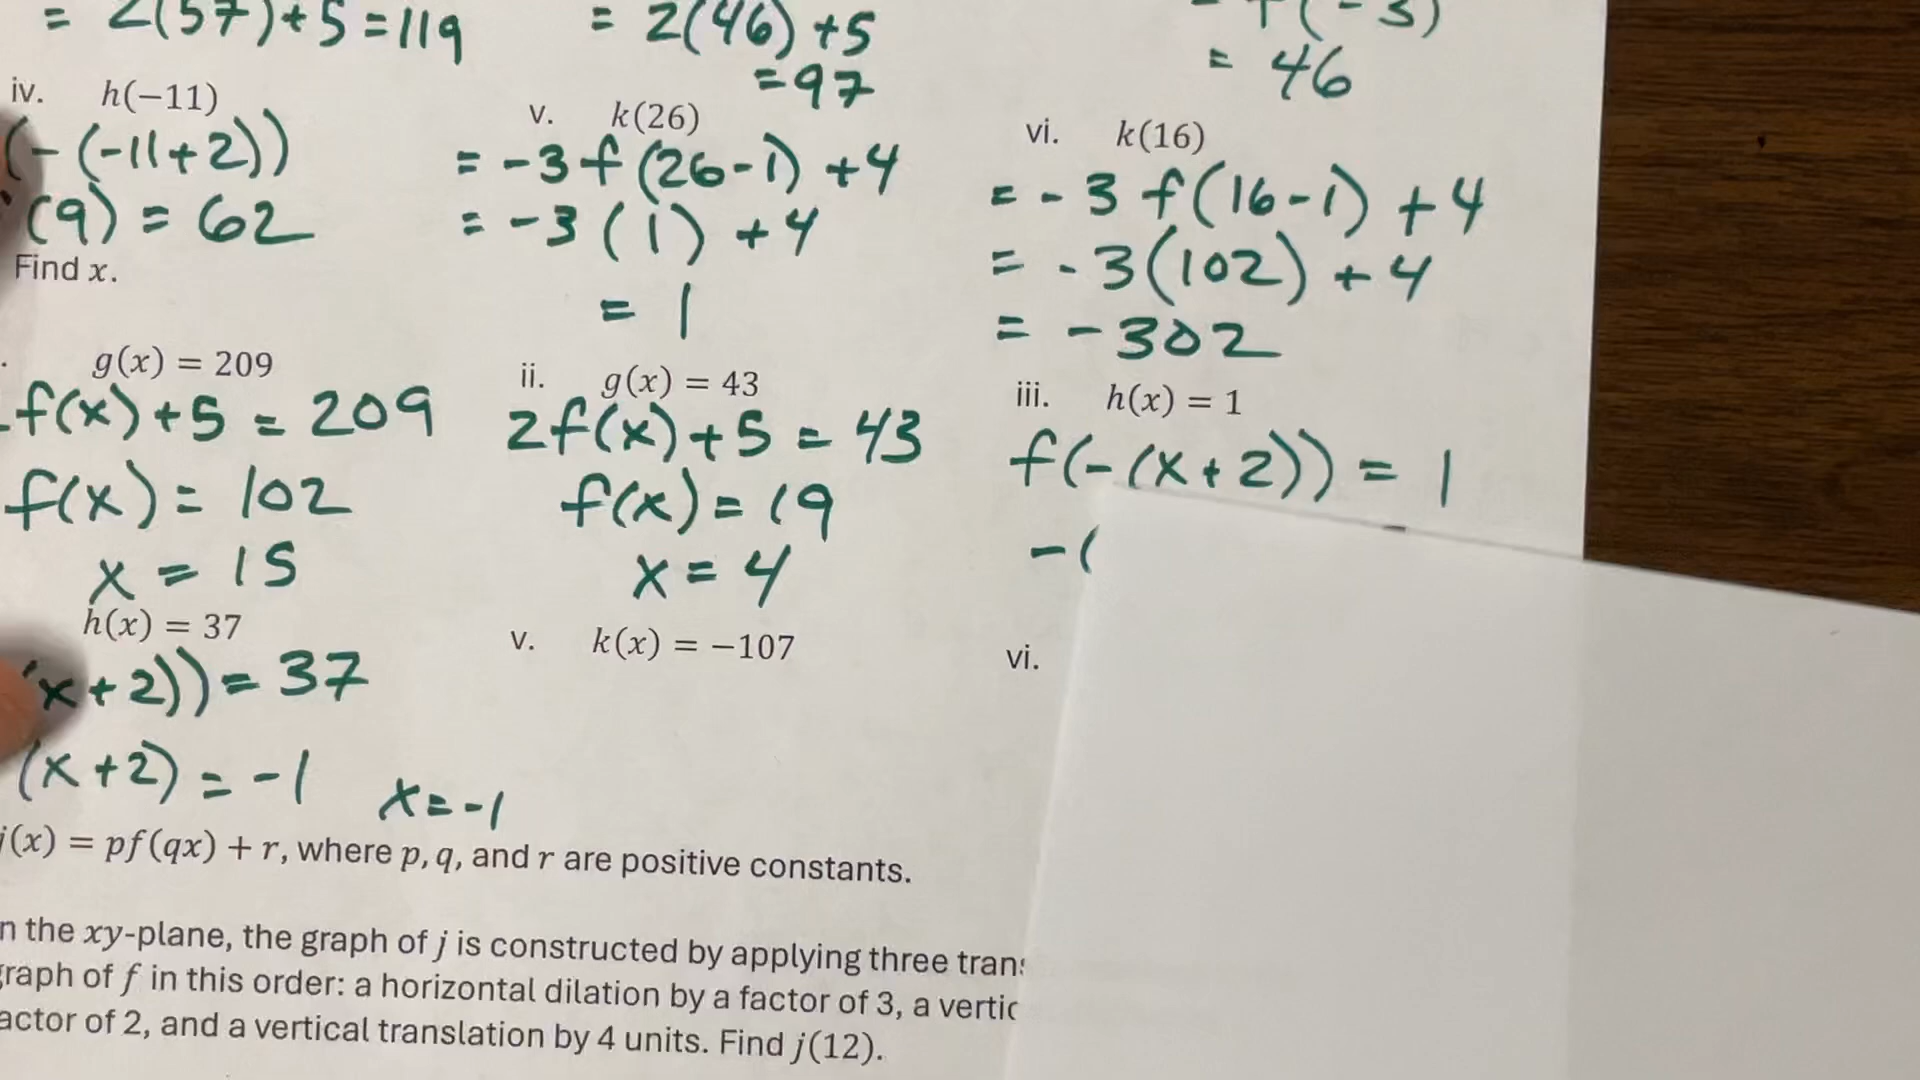 = 2(57)+5=119
= 2(46)+5
=97
= f(-3)
= 46
iv. h(−11)
(-(-11+2))
(9) = 62
v. k(26)
= -3f(26-1)+4
= -3(1)+4
= 1
vi. k(16)
= -3f(16-1)+4
= -3(102)+4
= -302
Find x.
g(x) = 209
f(x)+5 = 209
f(x) = 102
x = 15
ii. g(x) = 43
2f(x)+5 = 43
f(x) = 19
x = 4
iii. h(x) = 1
f(-(x+2)) = 1
-(
h(x) = 37
x+2)) = 37
(x+2) = -1 x=-1
v. k(x) = −107
vi.
j(x) = pf(qx) + r, where p, q, and r are positive constants.
n the xy-plane, the graph of j is constructed by applying three tran
graph of f in this order: a horizontal dilation by a factor of 3, a vertic
actor of 2, and a vertical translation by 4 units. Find j(12).